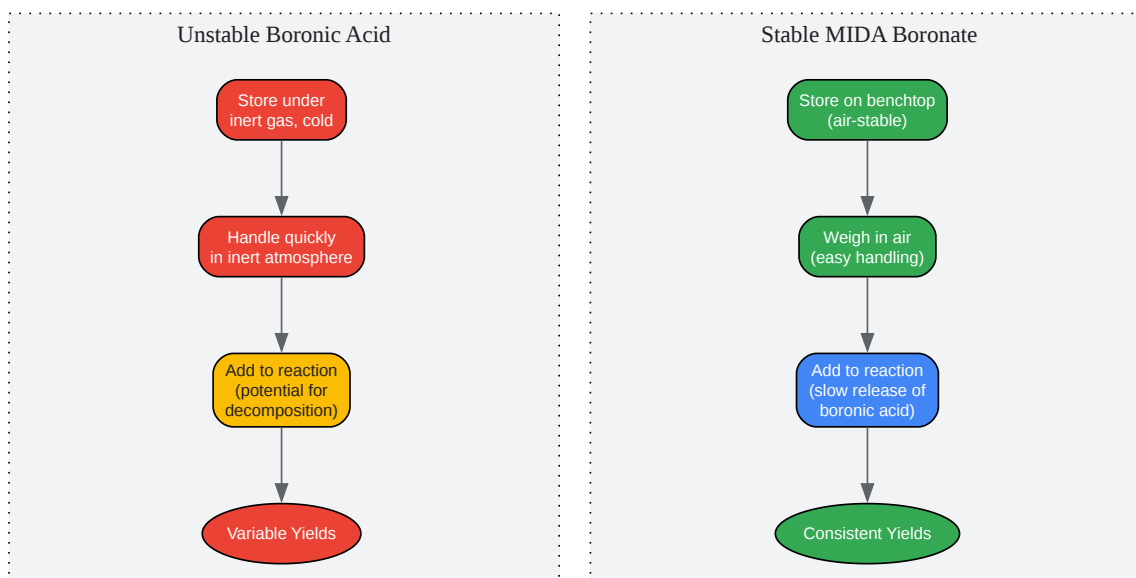 Unstable Boronic Acid
Store under
inert gas, cold
Handle quickly
in inert atmosphere
Add to reaction
(potential for
decomposition)
Variable Yields
Stable MIDA Boronate
Store on benchtop
(air-stable)
Weigh in air
(easy handling)
Add to reaction
(slow release of
boronic acid)
Consistent Yields